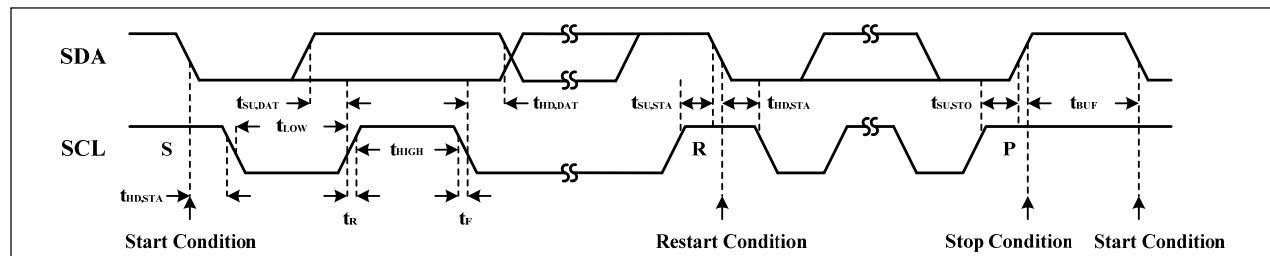 SDA
tSU,DAT
tHD,DAT
tSU,STA
tHD,STA
tSU,STO
tBUF
tLOW
SCL
S
tHIGH
R
P
tHD,STA
tR
tF
Start Condition
Restart Condition
Stop Condition
Start Condition